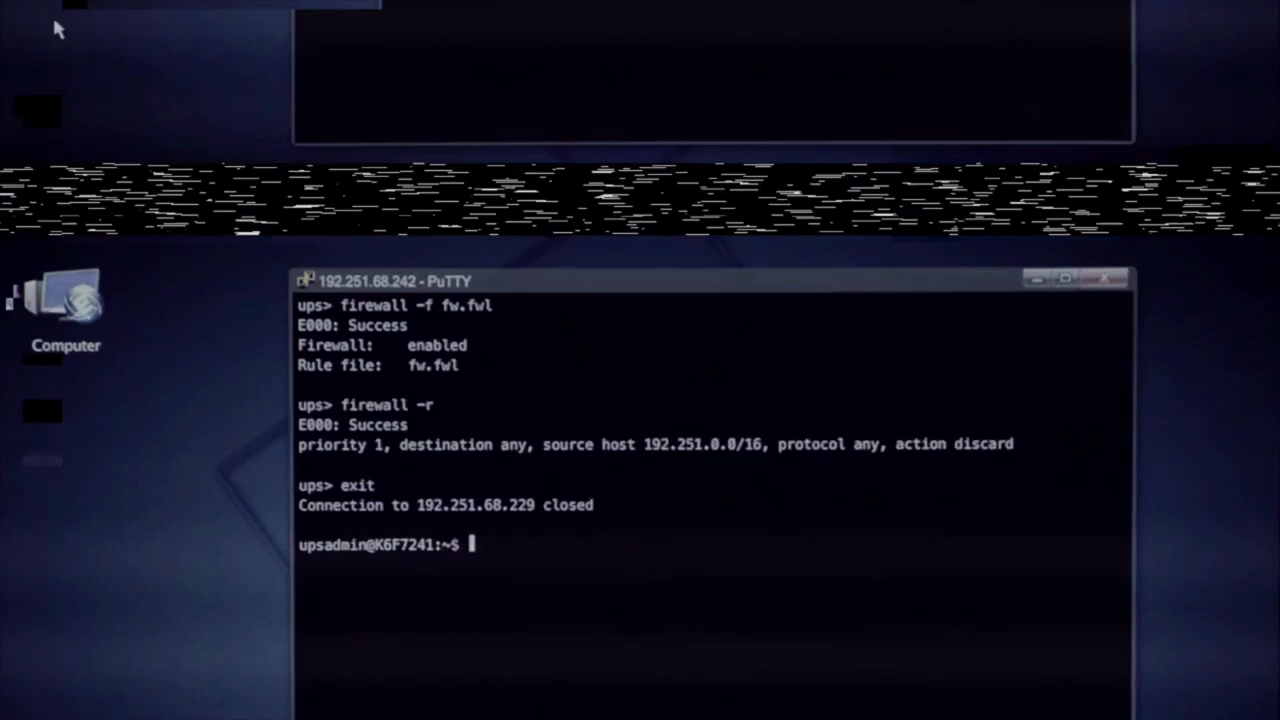 192.251.68.242 - PuTTY
ups> firewall -f fw.fwl
E000: Success
Firewall: enabled
Rule file: fw.fwl
ups> firewall -r
E000: Success
priority 1, destination any, source host 192.251.0.0/16, protocol any, action discard
ups> exit
Connection to 192.251.68.229 closed
upsadmin@K6F7241:~$
Computer